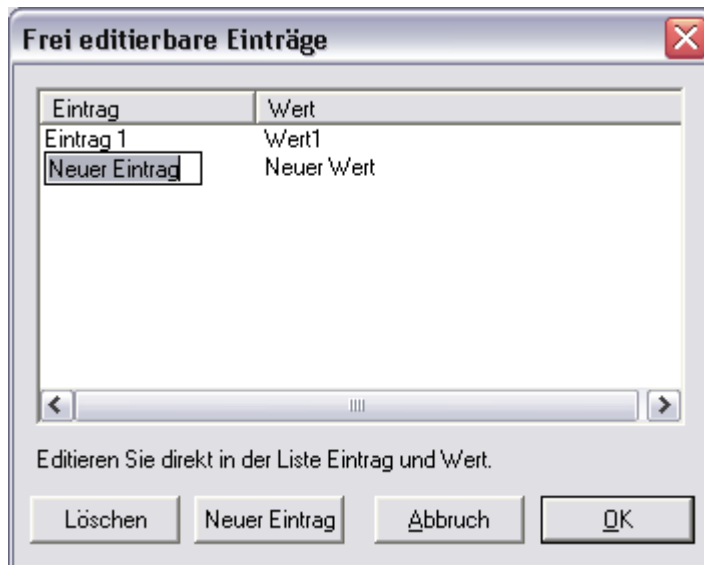 Frei editierbare Einträge
Eintrag Wert
Eintrag 1 Wert1
Neuer Eintrag Neuer Wert
Editieren Sie direkt in der Liste Eintrag und Wert.
Löschen Neuer Eintrag Abbruch OK